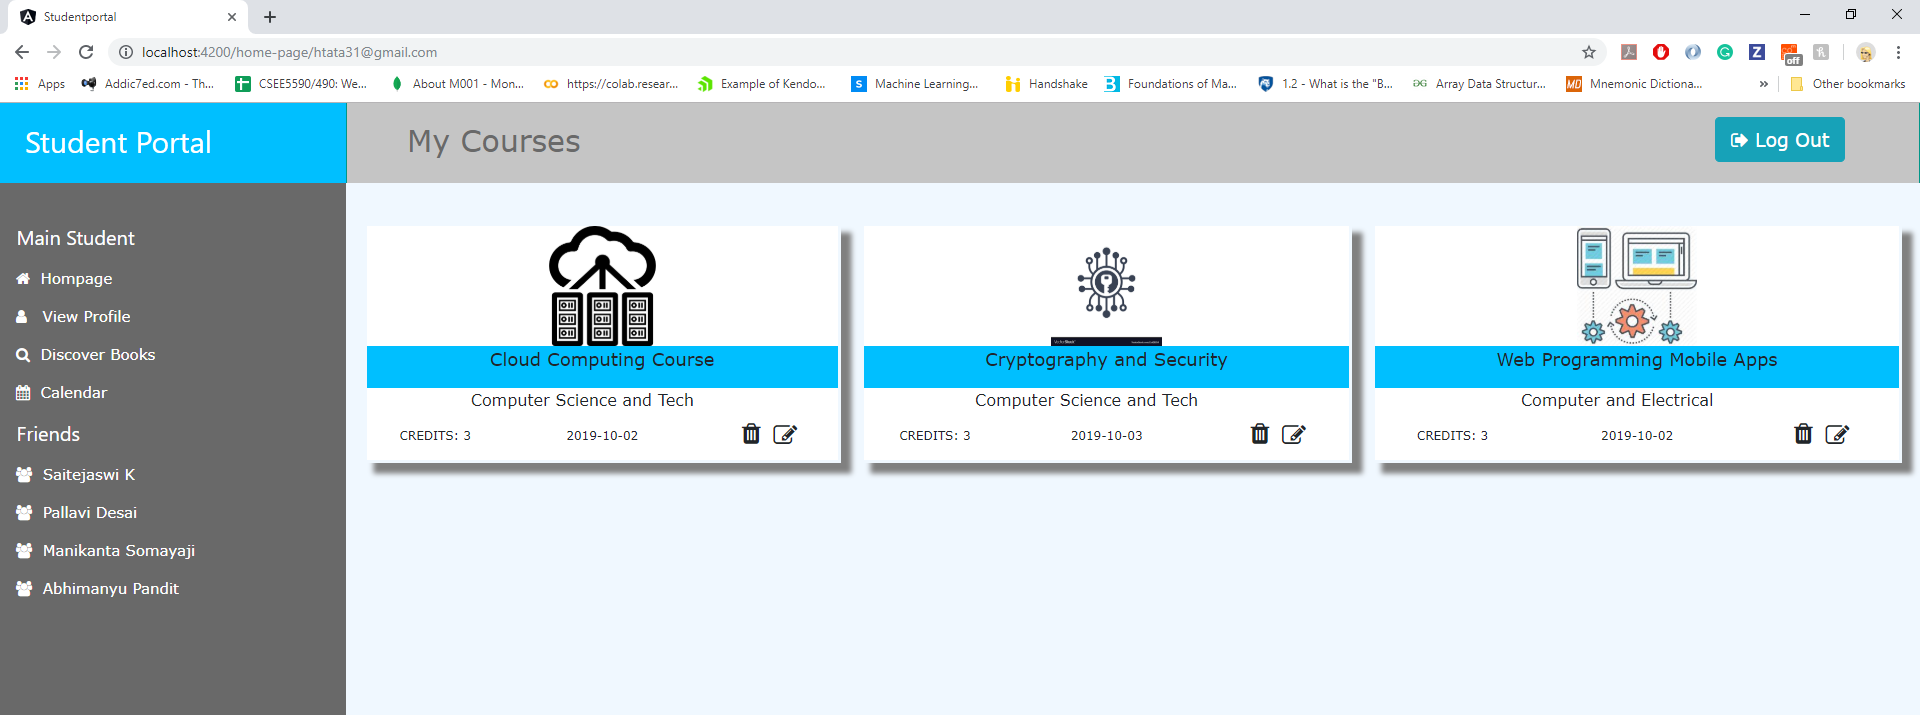 Studentportal
localhost:4200/home-page/htata31@gmail.com
off
Apps
Addic7ed.com - Th...
CSEE5590/490: We...
About M001 - Mon...
https://colab.resear...
Example of Kendo...
Machine Learning...
Handshake
Foundations of Ma...
1.2 - What is the "B...
Array Data Structur...
Mnemonic Dictiona...
»
Other bookmarks
Student Portal
My Courses
Log Out
Main Student
Hompage
View Profile
Discover Books
Calendar
Friends
Saitejaswi K
Pallavi Desai
Manikanta Somayaji
Abhimanyu Pandit
Cloud Computing Course
Computer Science and Tech
CREDITS: 3 2019-10-02
Cryptography and Security
Computer Science and Tech
CREDITS: 3 2019-10-03
Web Programming Mobile Apps
Computer and Electrical
CREDITS: 3 2019-10-02